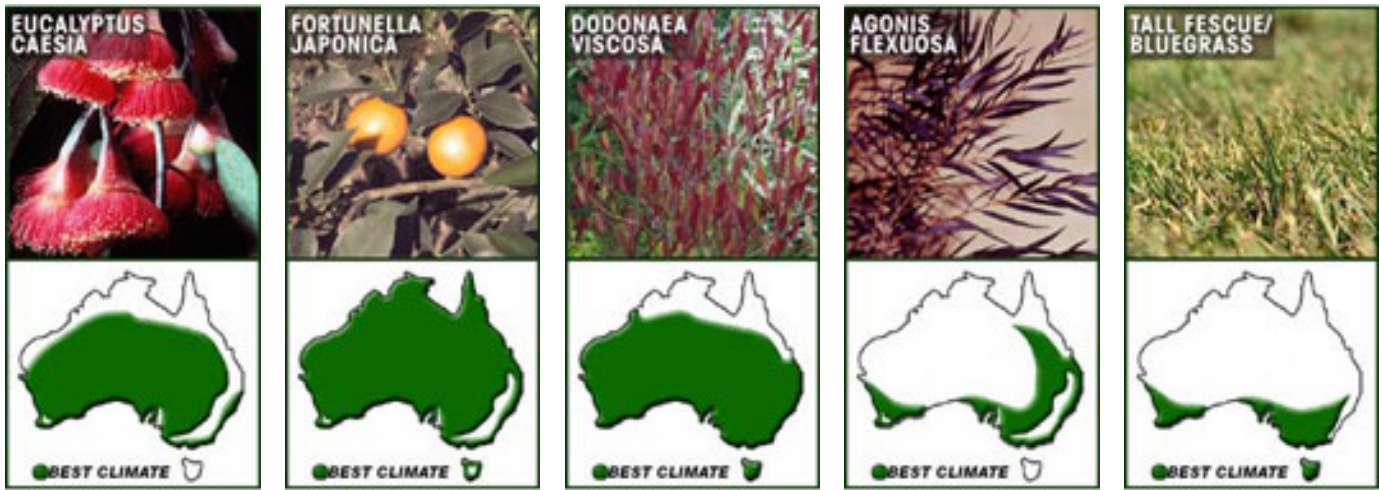 EUCALYPTUS
CAESIA
FORTUNELLA
JAPONICA
DODONAEA
VISCOSA
AGONIS
FLEXUOSA
TALL FESCUE/
BLUEGRASS
BEST CLIMATE
BEST CLIMATE
BEST CLIMATE
BEST CLIMATE
BEST CLIMATE